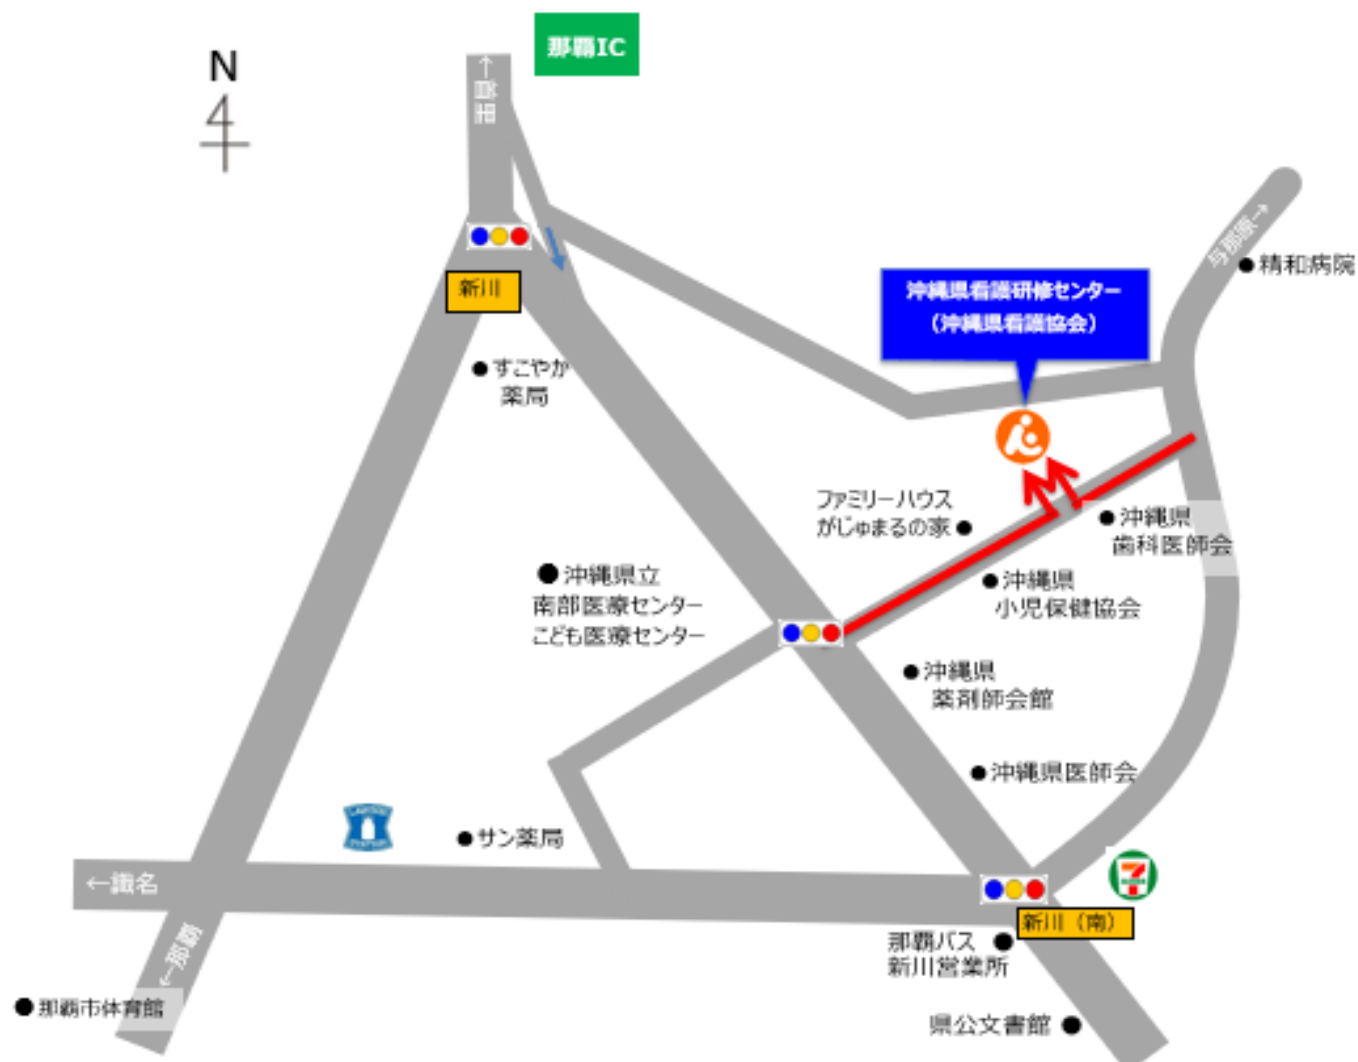 那覇IC
N
←首里
与那原→
精和病院
沖縄県看護研修センター
（沖縄県看護協会）
新川
すこやか
薬局
ファミリーハウス
がじゅまるの家
沖縄県
歯科医師会
沖縄県立
南部医療センター
こども医療センター
沖縄県
小児保健協会
沖縄県
薬剤師会館
沖縄県医師会
サン薬局
←識名
新川（南）
←那覇
那覇バス
新川営業所
那覇市体育館
県公文書館